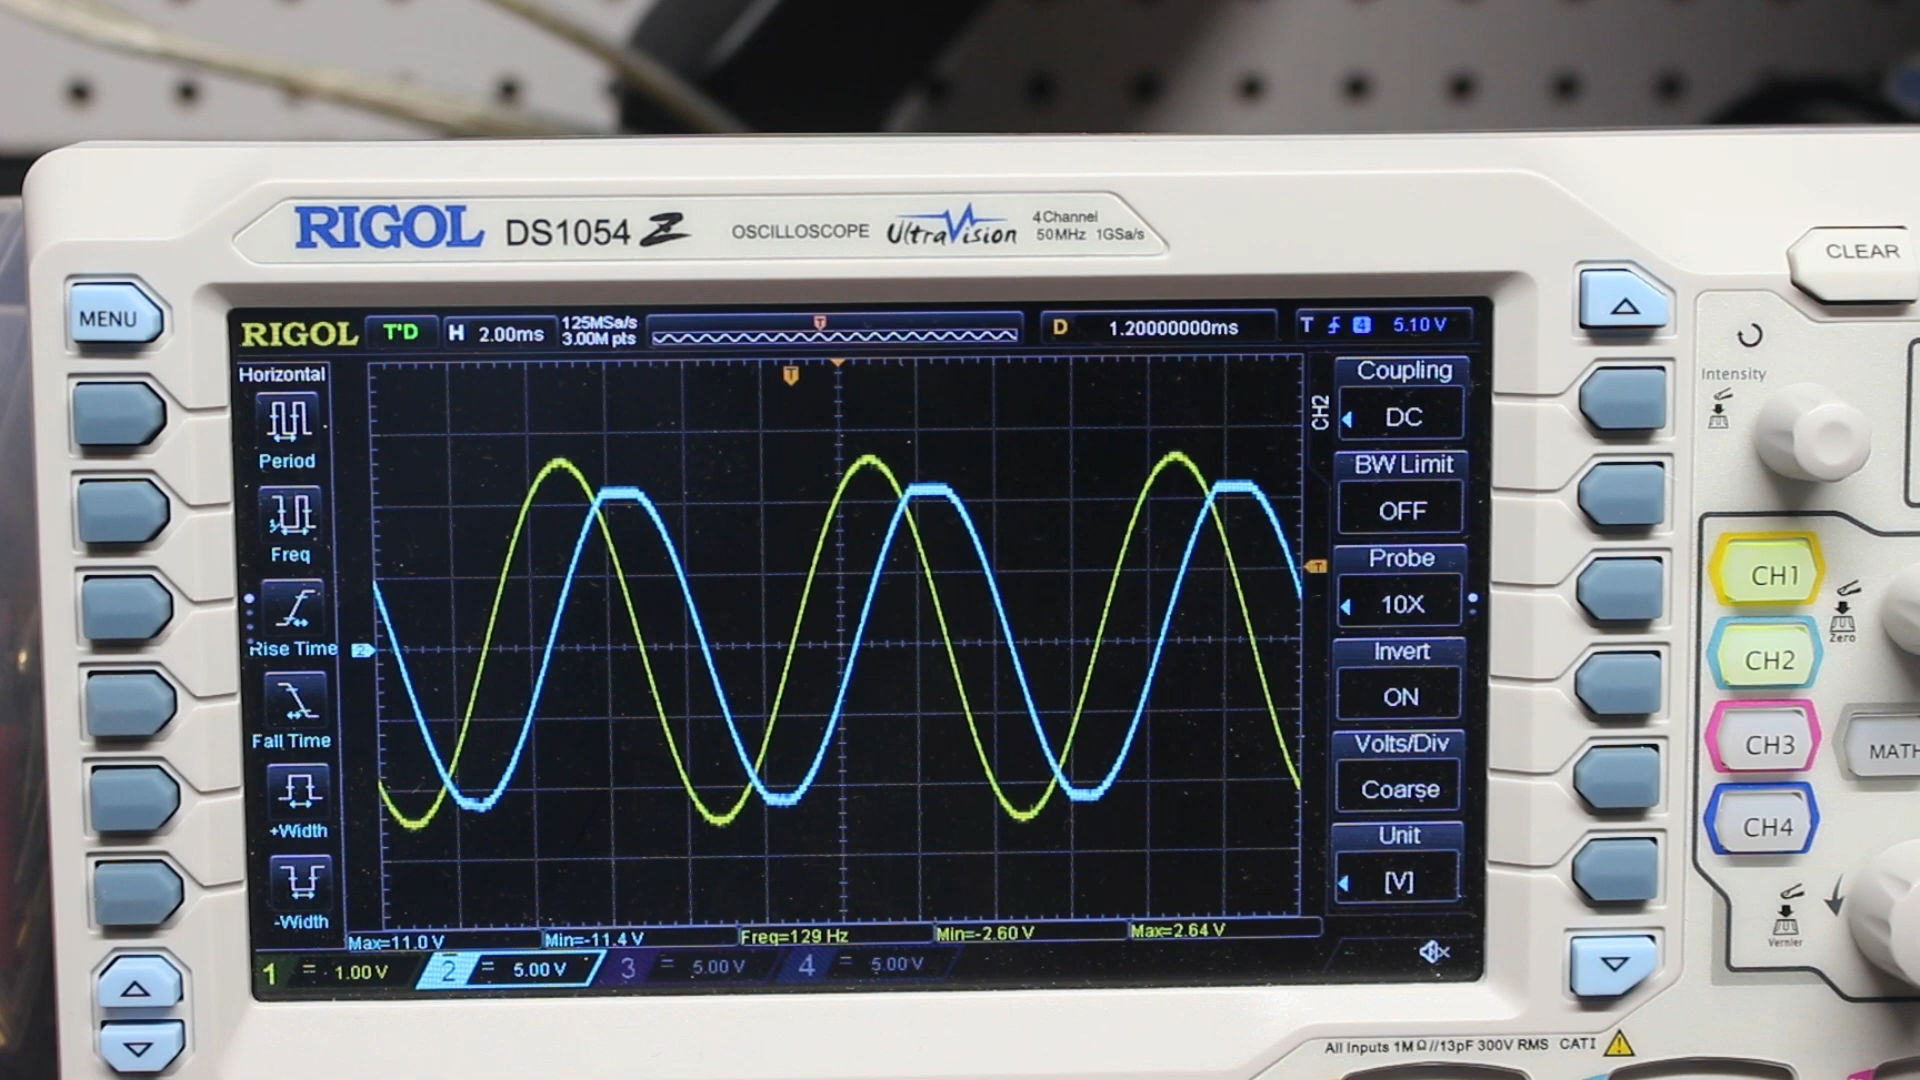 RIGOL DS1054 Z OSCILLOSCOPE UltraVision 4 Channel
50MHz 1GSa/s
CLEAR
MENU
RIGOL T'D H 2.00ms 125MSa/s
3.00M pts
T
D 1.20000000ms T 4 5.10 V
Horizontal
T
Period
Freq
Rise Time
Fall Time
+Width
-Width
2
T
CH2
Coupling
DC
BW Limit
OFF
Probe
10X
Invert
ON
Volts/Div
Coarse
Unit
[V]
Max=11.0 V Min=-11.4 V Freq=129 Hz Min=-2.60 V Max=2.64 V
1 = 1.00 V 2 = 5.00 V 3 = 5.00 V 4 = 5.00 V
Intensity
CH1
Zero
CH2
CH3
MATH
CH4
Vernier
All Inputs 1MΩ//13pF 300V RMS CAT I